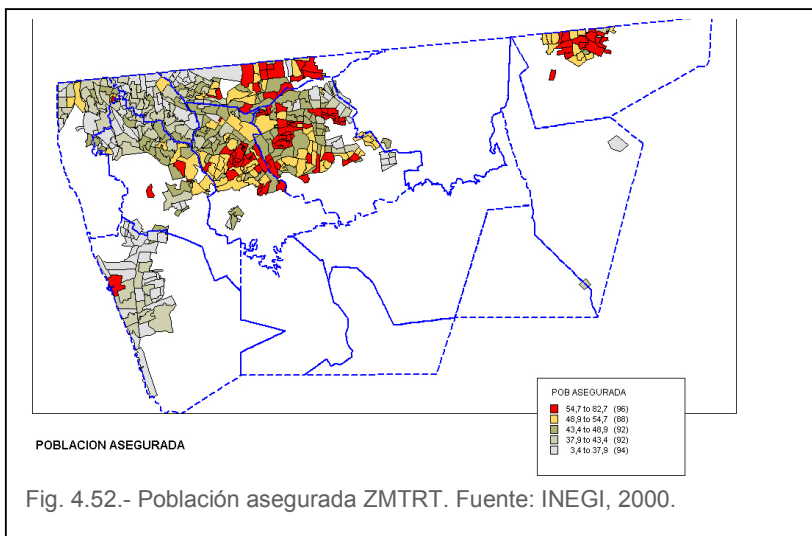 POB ASEGURADA
54,7 to 82,7 (96)
48,9 to 54,7 (88)
43,4 to 48,9 (92)
37,9 to 43,4 (92)
3,4 to 37,9 (94)
POBLACION ASEGURADA
Fig. 4.52.- Población asegurada ZMTRT. Fuente: INEGI, 2000.